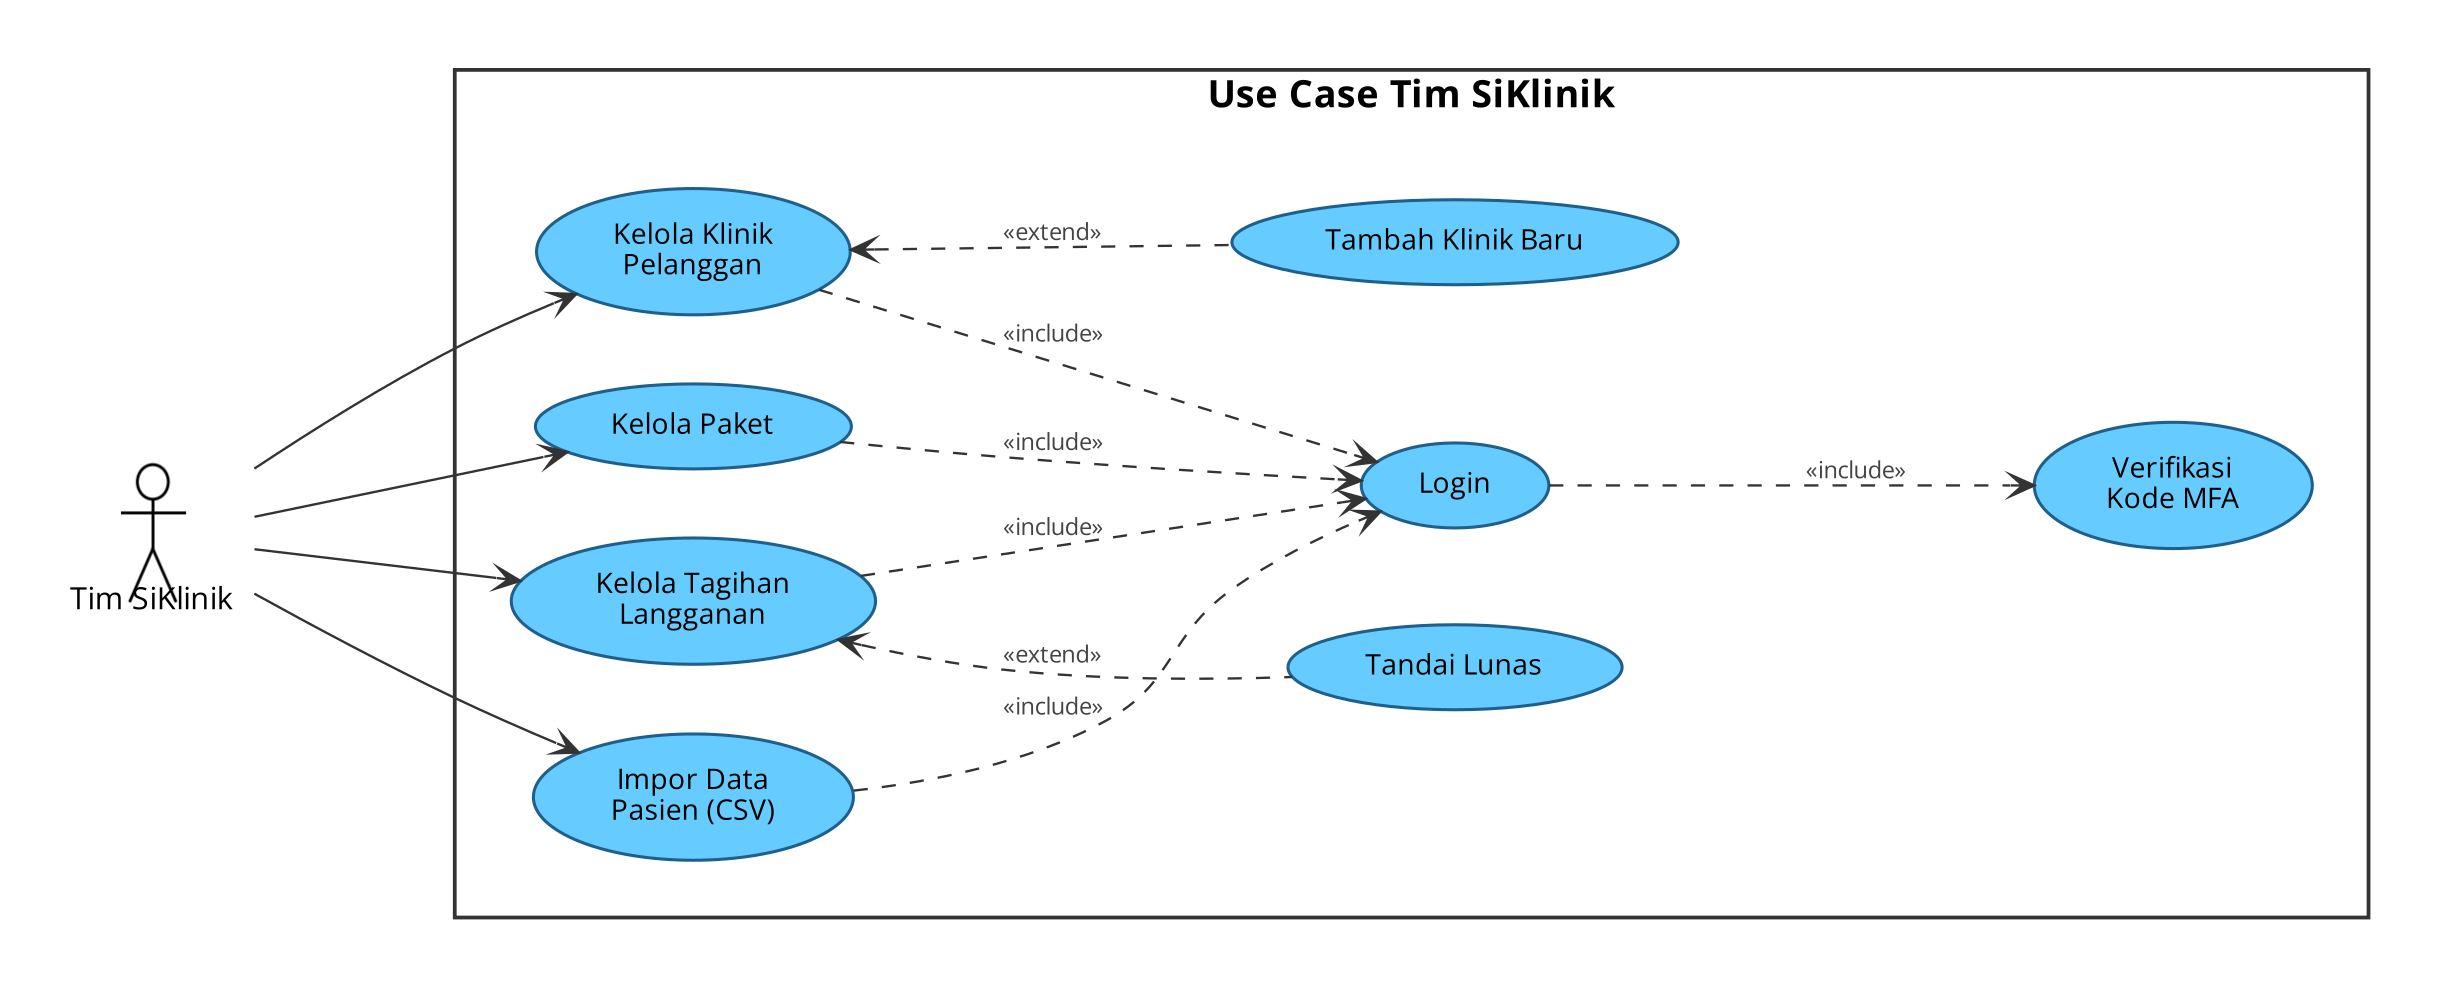 Use Case Tim SiKlinik
Kelola Klinik
Pelanggan
«extend»
Tambah Klinik Baru
«include»
Kelola Paket
«include»
Login
«include»
Verifikasi
Kode MFA
Tim SiKlinik
Kelola Tagihan
Langganan
«include»
«extend»
Tandai Lunas
«include»
Impor Data
Pasien (CSV)